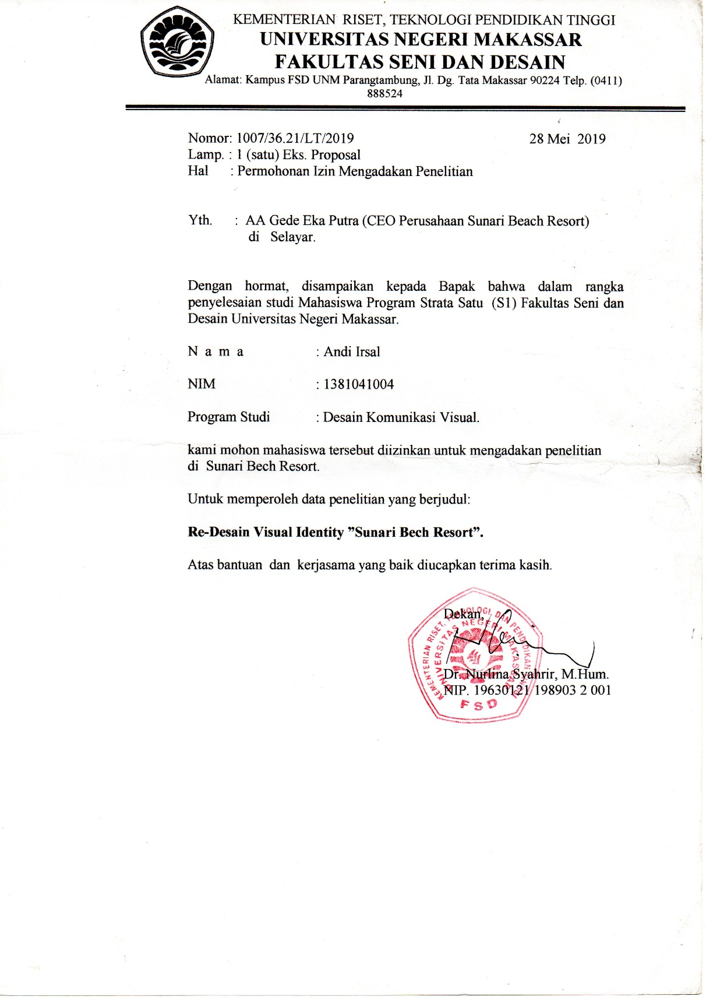 KEMENTERIAN RISET, TEKNOLOGI PENDIDIKAN TINGGI
UNIVERSITAS NEGERI MAKASSAR
FAKULTAS SENI DAN DESAIN
Alamat: Kampus FSD UNM Parangtambung, Jl. Dg. Tata Makassar 90224 Telp. (0411)
888524
Nomor: 1007/36.21/LT/2019 28 Mei 2019
Lamp. : 1 (satu) Eks. Proposal
Hal : Permohonan Izin Mengadakan Penelitian
Yth. : AA Gede Eka Putra (CEO Perusahaan Sunari Beach Resort)
di Selayar.
Dengan hormat, disampaikan kepada Bapak bahwa dalam rangka
penyelesaian studi Mahasiswa Program Strata Satu (S1) Fakultas Seni dan
Desain Universitas Negeri Makassar.
N a m a : Andi Irsal
NIM : 1381041004
Program Studi : Desain Komunikasi Visual.
kami mohon mahasiswa tersebut diizinkan untuk mengadakan penelitian
di Sunari Bech Resort.
Untuk memperoleh data penelitian yang berjudul:
Re-Desain Visual Identity ”Sunari Bech Resort”.
Atas bantuan dan kerjasama yang baik diucapkan terima kasih.
Dekan,
KEMENTERIAN RISET, TEKNOLOGI, DAN PENDIDIKAN TINGGI
UNIVERSITAS NEGERI MAKASSAR
Dr. Nurlina Syahrir, M.Hum.
NIP. 19630121 198903 2 001
FSD